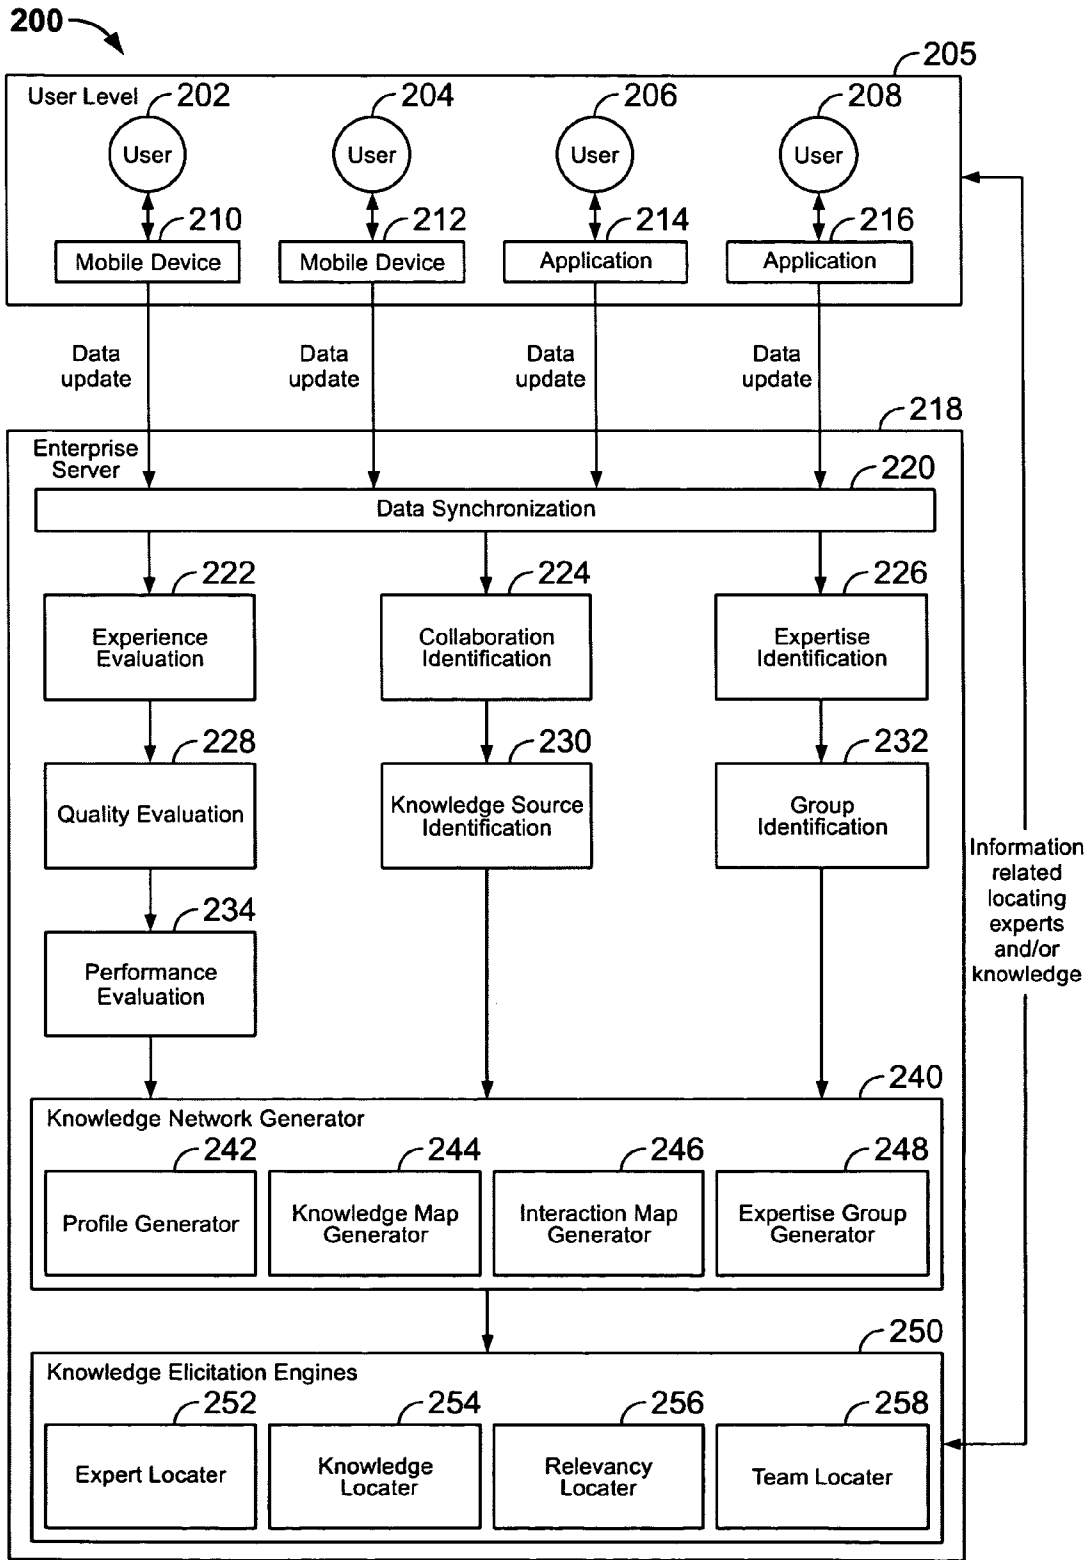 200
205
User Level
202
204
206
208
User
User
User
User
210
212
214
216
Mobile Device
Mobile Device
Application
Application
Data
update
Data
update
Data
update
Data
update
218
Enterprise
Server
220
Data Synchronization
222
224
226
Experience
Evaluation
Collaboration
Identification
Expertise
Identification
228
230
232
Quality Evaluation
Knowledge Source
Identification
Group
Identification
Information
related
locating
experts
and/or
knowledge
234
Performance
Evaluation
240
Knowledge Network Generator
242
244
246
248
Profile Generator
Knowledge Map
Generator
Interaction Map
Generator
Expertise Group
Generator
250
Knowledge Elicitation Engines
252
254
256
258
Expert Locater
Knowledge
Locater
Relevancy
Locater
Team Locater